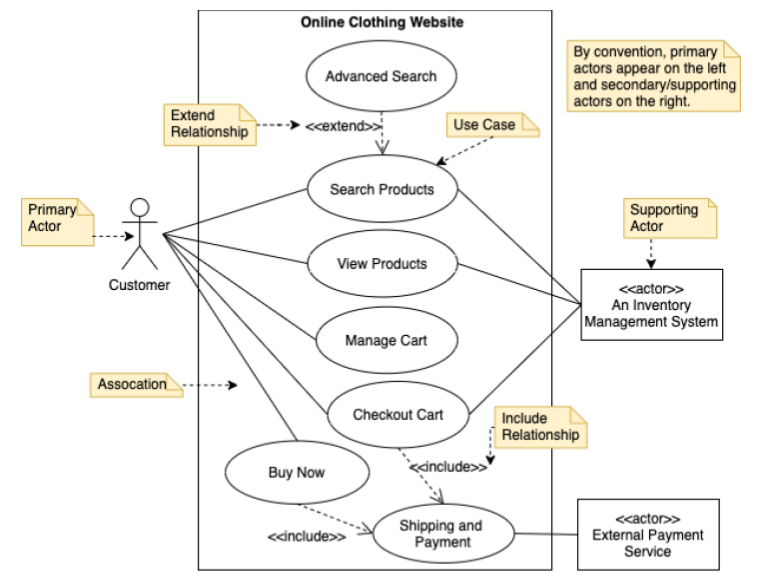 Online Clothing Website
Advanced Search
By convention, primary
actors appear on the left
and secondary/supporting
actors on the right.
Extend
Relationship
<<extend>>
Use Case
Search Products
Primary
Actor
Customer
Supporting
Actor
View Products
<<actor>>
An Inventory
Management System
Manage Cart
Assocation
Checkout Cart
Include
Relationship
Buy Now
<<include>>
<<include>>
Shipping and
Payment
<<actor>>
External Payment
Service